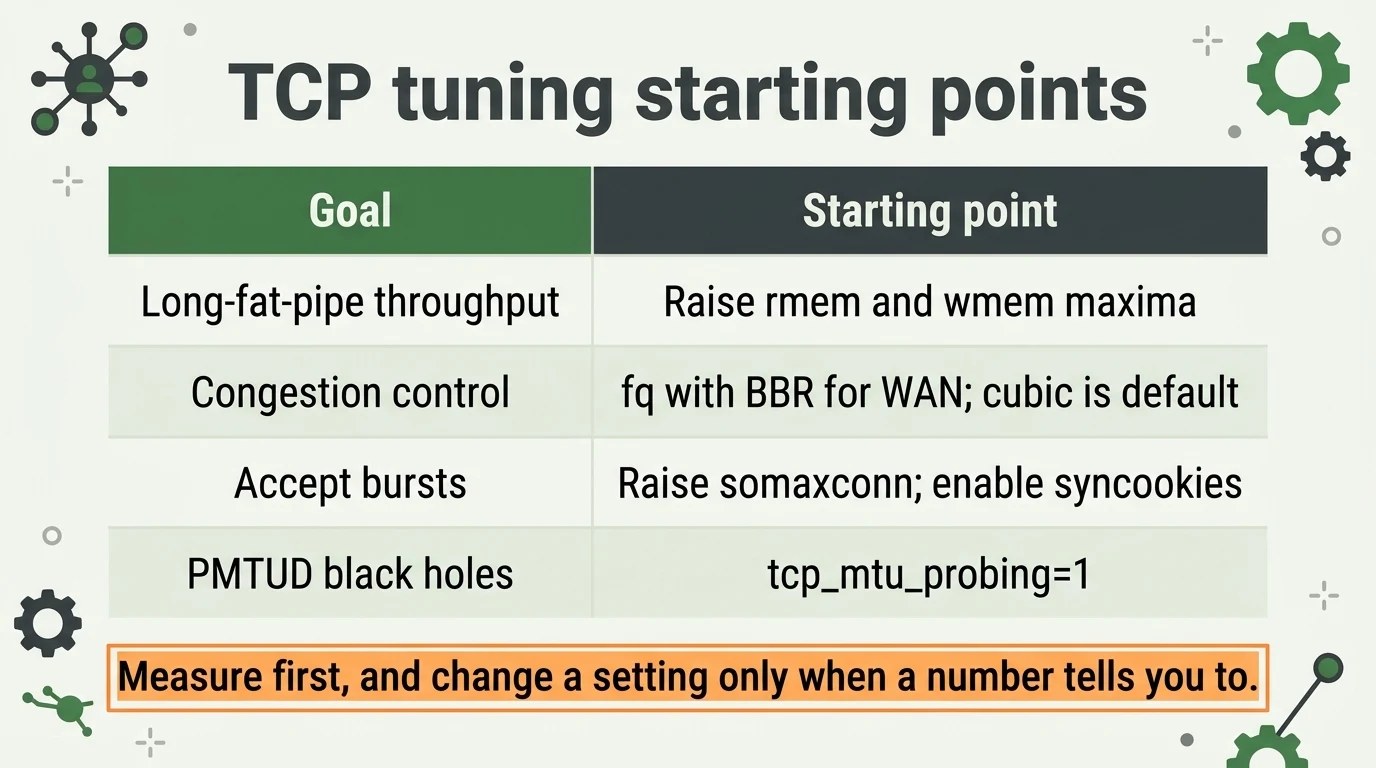 TCP tuning starting points
Goal
Starting point
Long-fat-pipe throughput
Raise rmem and wmem maxima
Congestion control
fq with BBR for WAN; cubic is default
Accept bursts
Raise somaxconn; enable syncookies
PMTUD black holes
tcp_mtu_probing=1
Measure first, and change a setting only when a number tells you to.